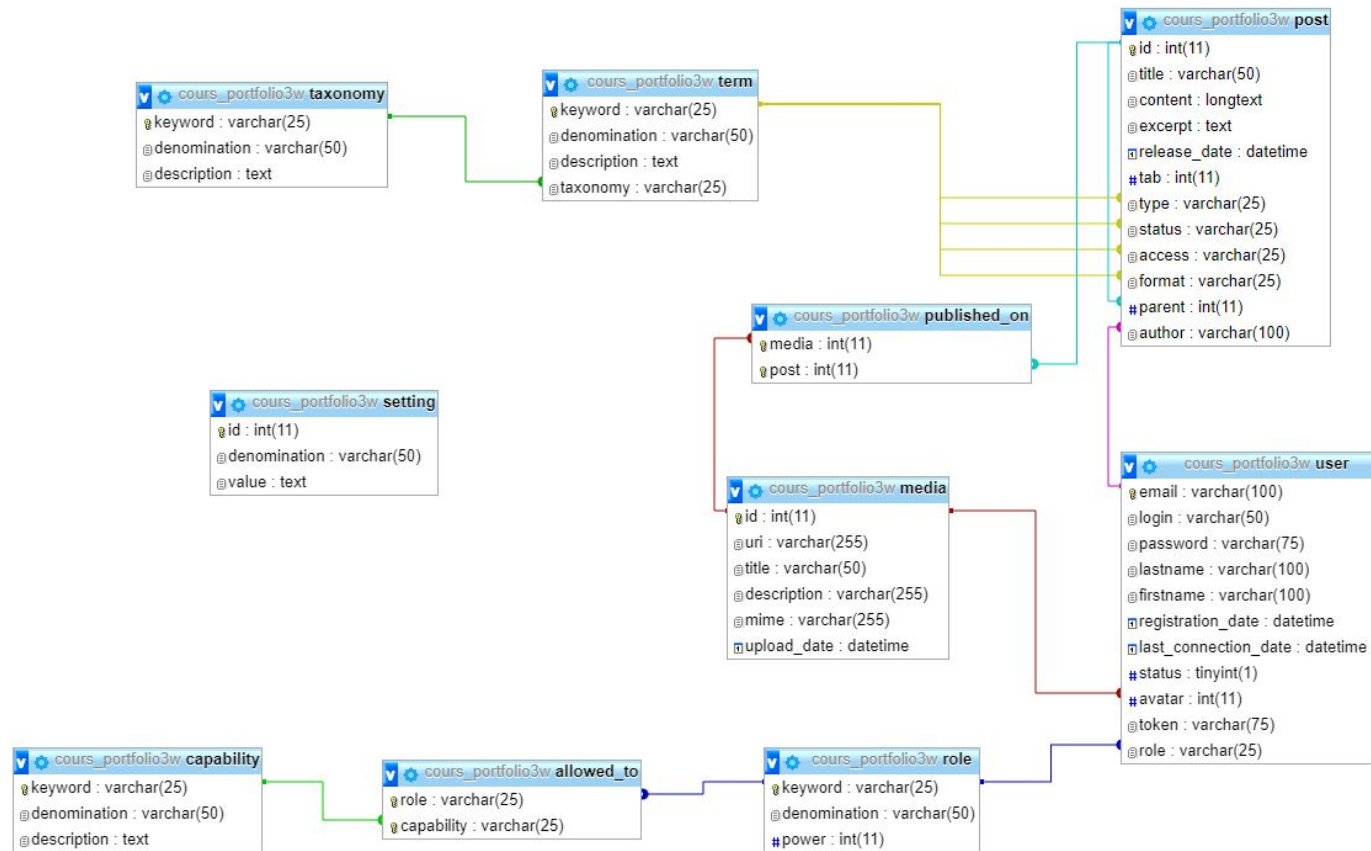 cours_portfolio3w post
id : int(11)
title : varchar(50)
content : longtext
excerpt : text
release_date : datetime
tab : int(11)
type : varchar(25)
status : varchar(25)
access : varchar(25)
format : varchar(25)
parent : int(11)
author : varchar(100)
cours_portfolio3w taxonomy
keyword : varchar(25)
denomination : varchar(50)
description : text
cours_portfolio3w term
keyword : varchar(25)
denomination : varchar(50)
description : text
taxonomy : varchar(25)
cours_portfolio3w published_on
media : int(11)
post : int(11)
cours_portfolio3w setting
id : int(11)
denomination : varchar(50)
value : text
cours_portfolio3w media
id : int(11)
uri : varchar(255)
title : varchar(50)
description : varchar(255)
mime : varchar(255)
upload_date : datetime
cours_portfolio3w user
email : varchar(100)
login : varchar(50)
password : varchar(75)
lastname : varchar(100)
firstname : varchar(100)
registration_date : datetime
last_connection_date : datetime
status : tinyint(1)
avatar : int(11)
token : varchar(75)
role : varchar(25)
cours_portfolio3w capability
keyword : varchar(25)
denomination : varchar(50)
description : text
cours_portfolio3w allowed_to
role : varchar(25)
capability : varchar(25)
cours_portfolio3w role
keyword : varchar(25)
denomination : varchar(50)
power : int(11)